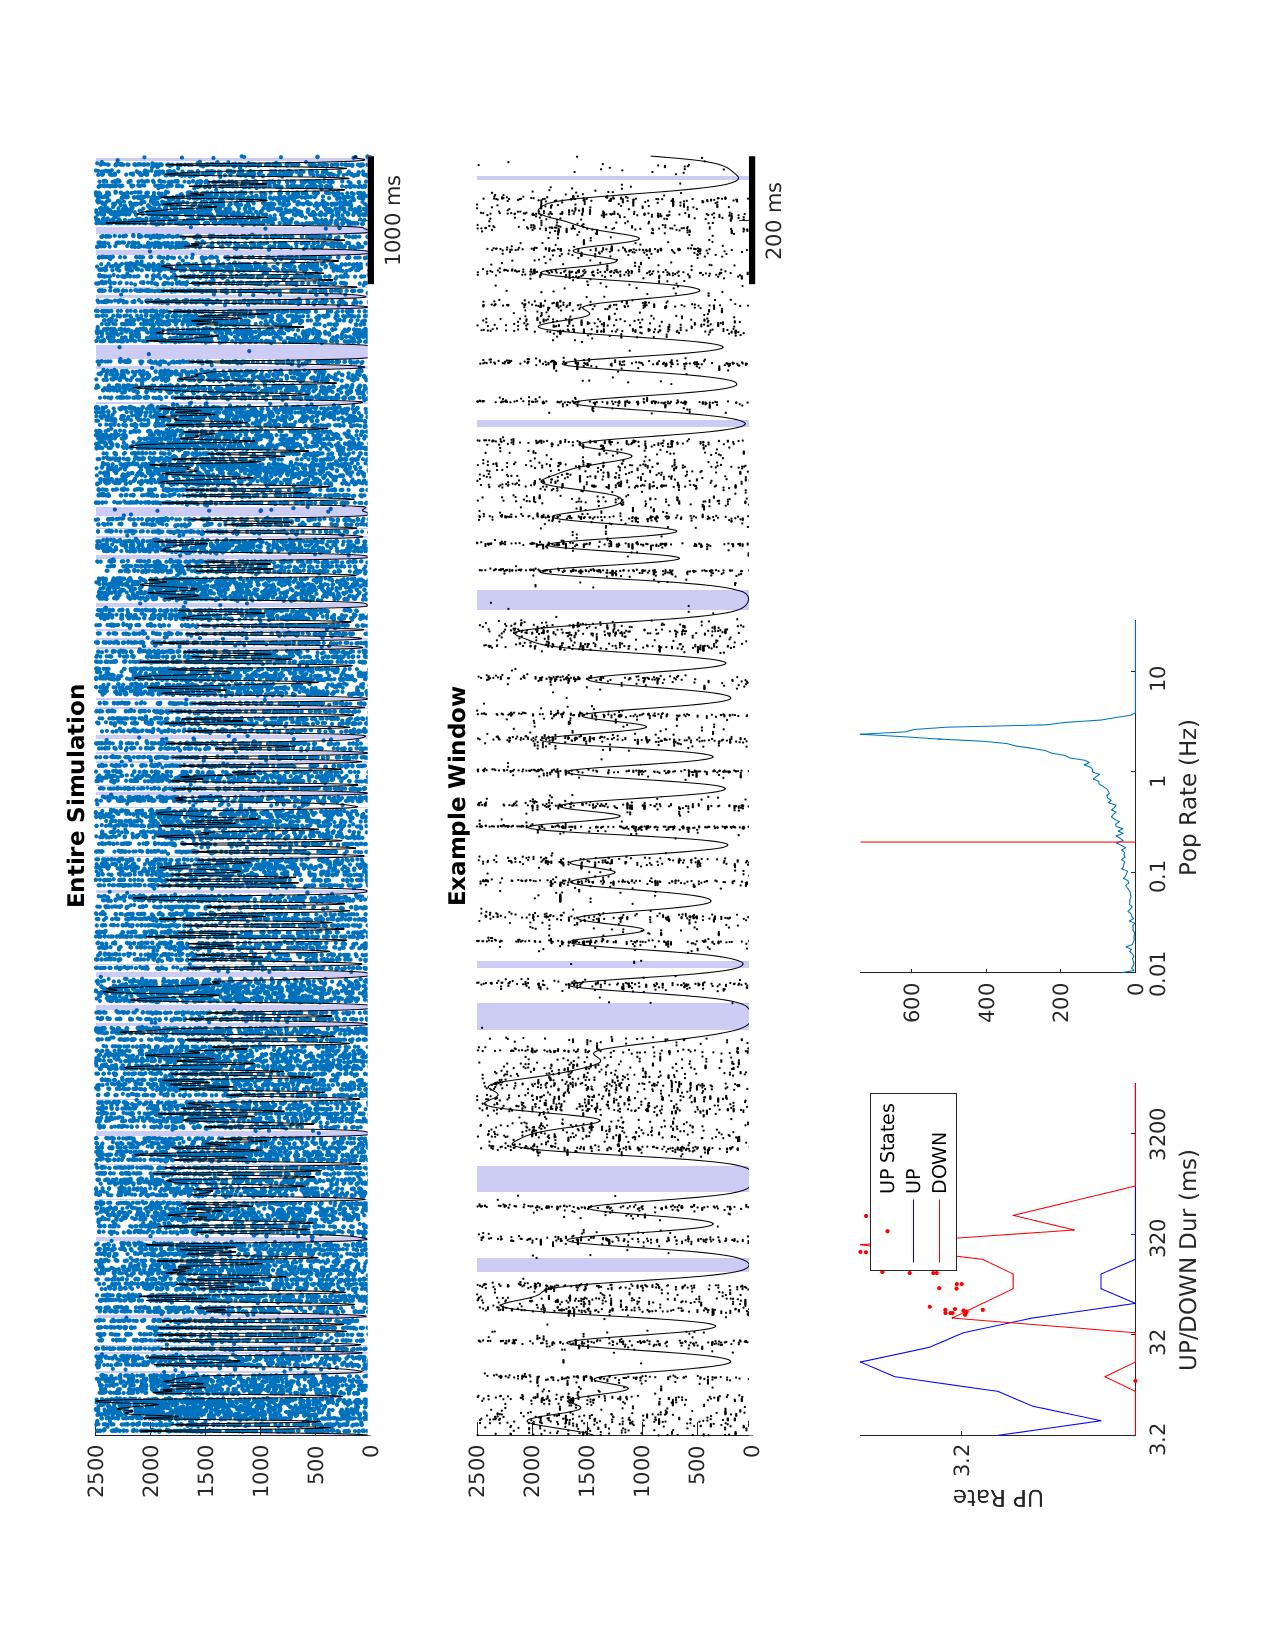 Entire Simulation
2500
2000
1500
1000
500
0
1000 ms
Example Window
2500
2000
1500
1000
500
0
200 ms
UP Rate
3.2
UP States
UP
DOWN
3.2 32 320 3200
UP/DOWN Dur (ms)
600
400
200
0
0.01 0.1 1 10
Pop Rate (Hz)